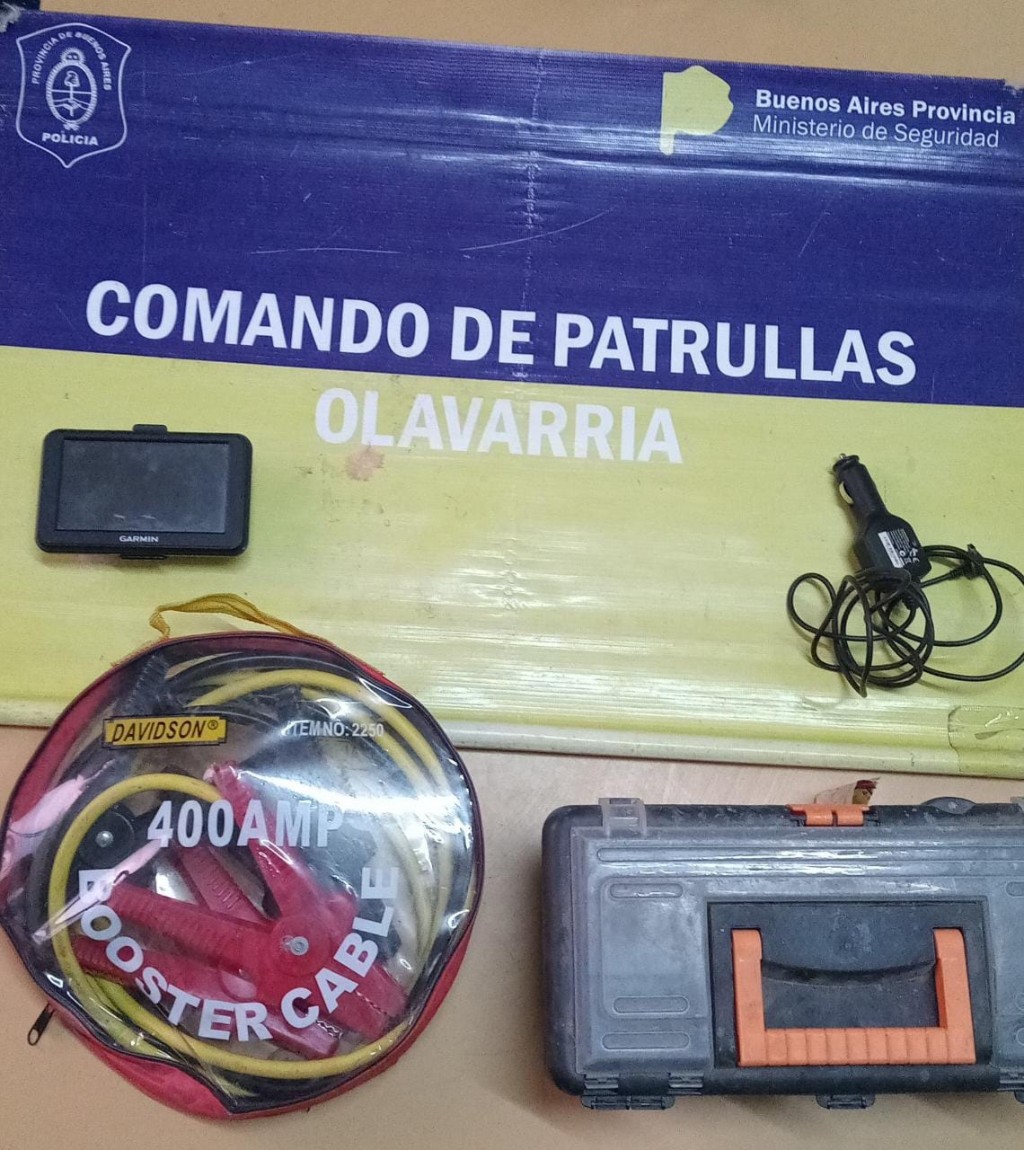 PROVINCIA DE BUENOS AIRES
POLICIA
Buenos Aires Provincia
Ministerio de Seguridad
COMANDO DE PATRULLAS
OLAVARRIA
GARMIN
DAVIDSON®
ITEM NO: 2250
400AMP
BOOSTER CABLE